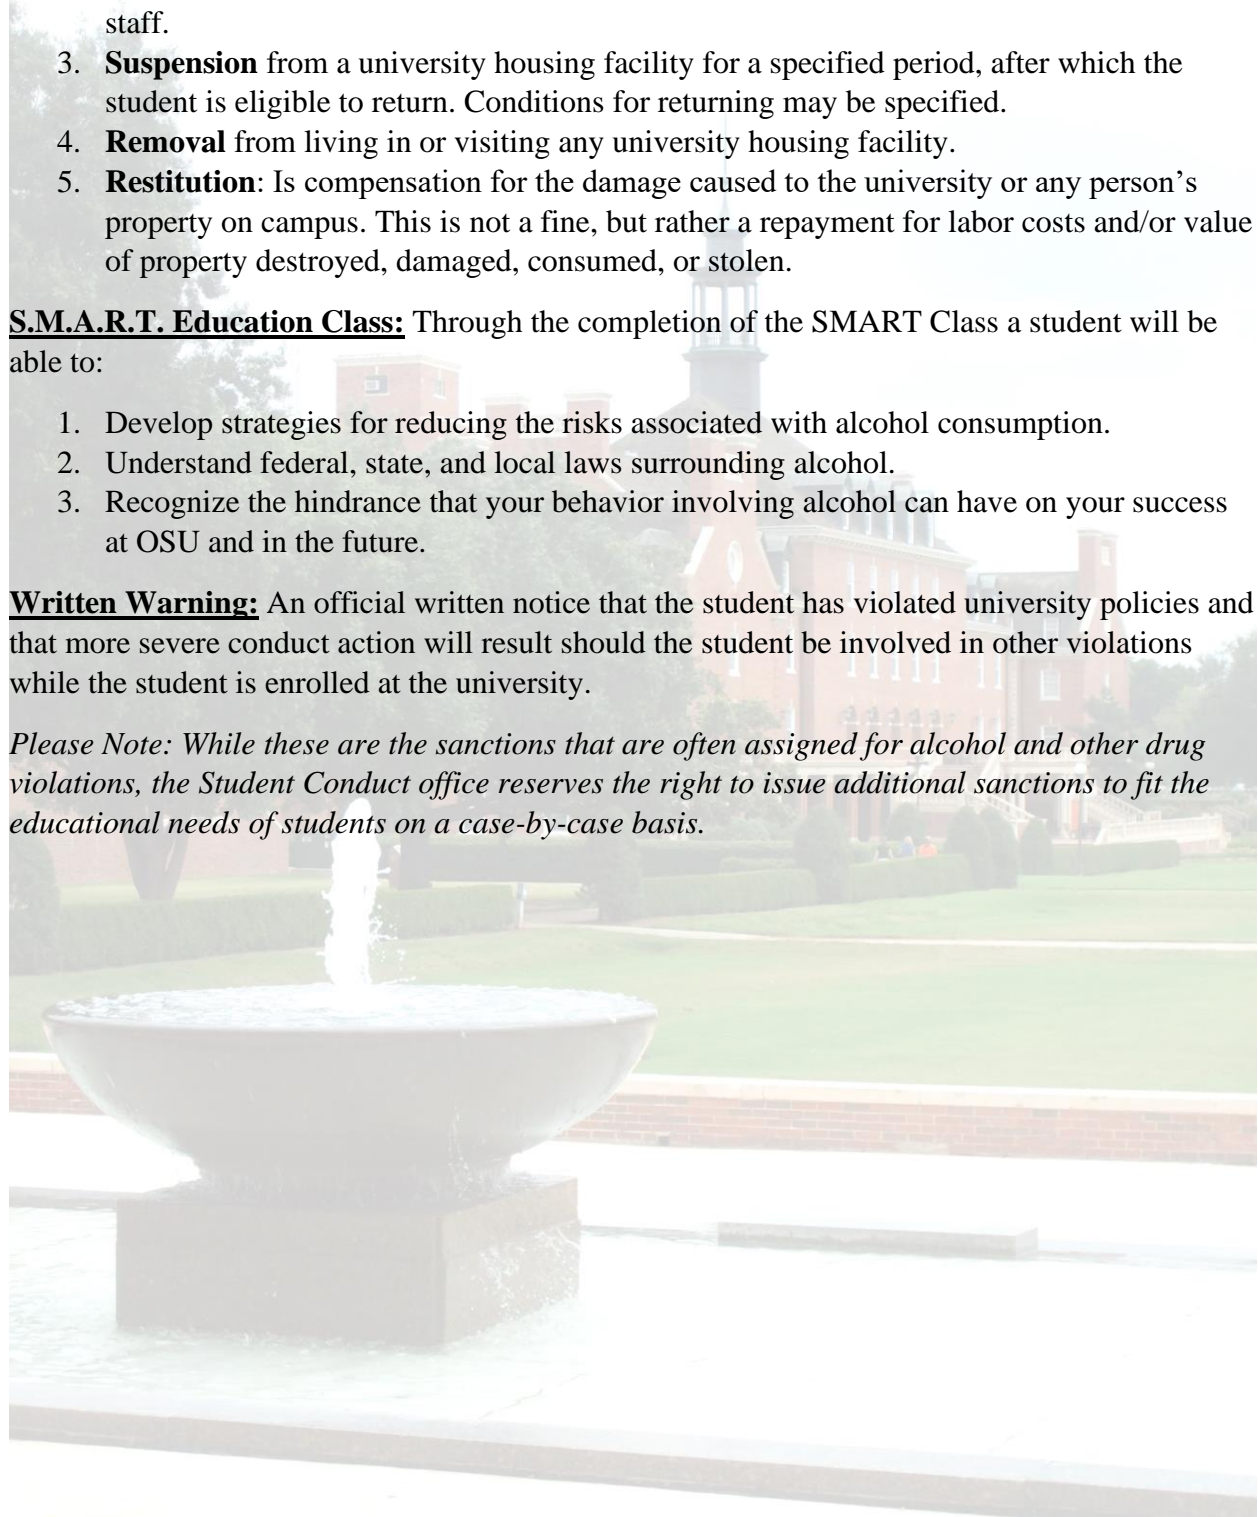 staff.
3. Suspension from a university housing facility for a specified period, after which the
student is eligible to return. Conditions for returning may be specified.
4. Removal from living in or visiting any university housing facility.
5. Restitution: Is compensation for the damage caused to the university or any person’s
property on campus. This is not a fine, but rather a repayment for labor costs and/or value
of property destroyed, damaged, consumed, or stolen.
S.M.A.R.T. Education Class: Through the completion of the SMART Class a student will be
able to:
1. Develop strategies for reducing the risks associated with alcohol consumption.
2. Understand federal, state, and local laws surrounding alcohol.
3. Recognize the hindrance that your behavior involving alcohol can have on your success
at OSU and in the future.
Written Warning: An official written notice that the student has violated university policies and
that more severe conduct action will result should the student be involved in other violations
while the student is enrolled at the university.
Please Note: While these are the sanctions that are often assigned for alcohol and other drug
violations, the Student Conduct office reserves the right to issue additional sanctions to fit the
educational needs of students on a case-by-case basis.